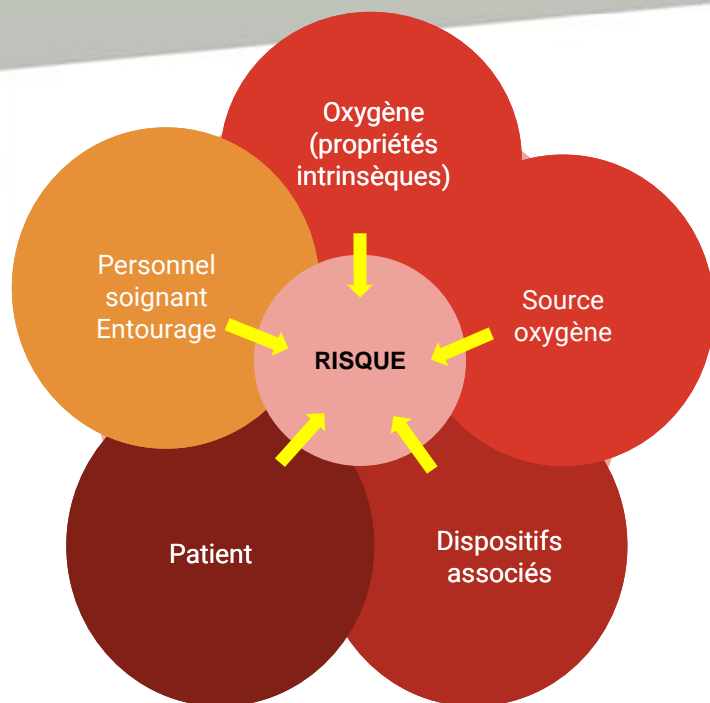 Oxygène
(propriétés
intrinsèques)
Personnel
soignant
Entourage
Source
oxygène
RISQUE
Patient
Dispositifs
associés